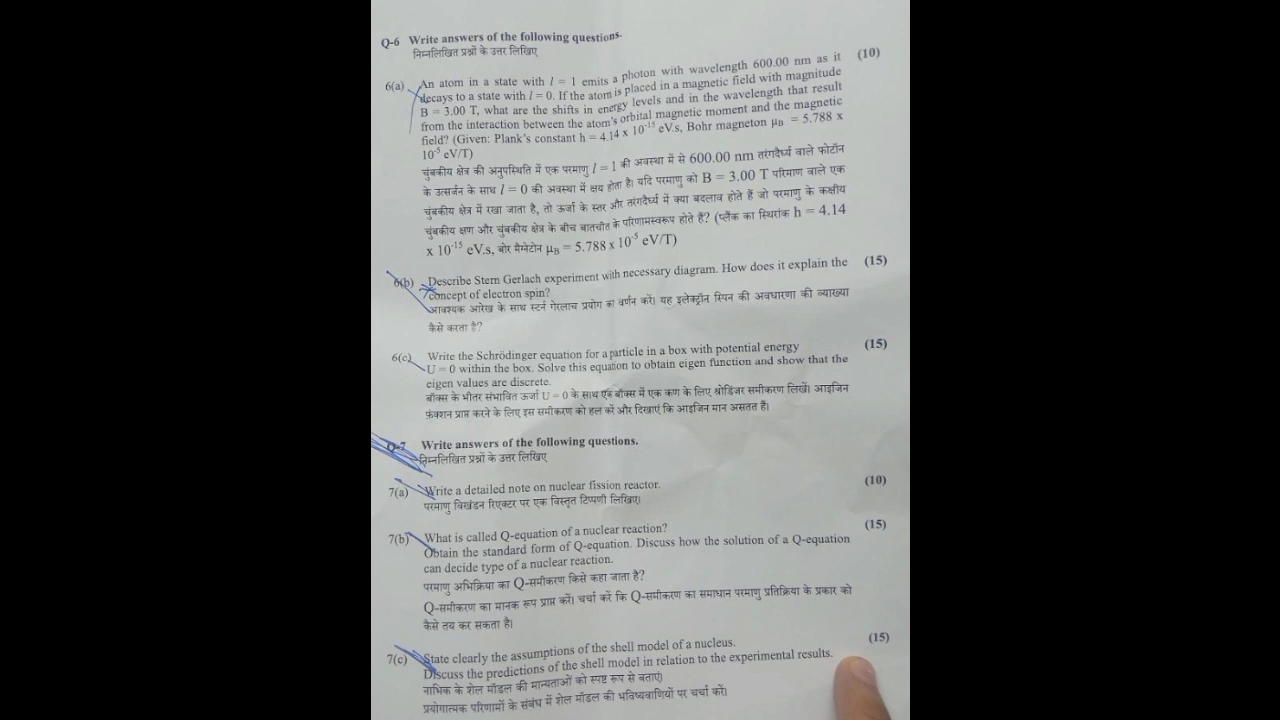 Q-6 Write answers of the following questions.
निम्नलिखित प्रश्नों के उत्तर लिखिए
6(a) An atom in a state with l = 1 emits a photon with wavelength 600.00 nm as it (10)
decays to a state with l = 0. If the atom is placed in a magnetic field with magnitude
B = 3.00 T, what are the shifts in energy levels and in the wavelength that result
from the interaction between the atom's orbital magnetic moment and the magnetic
field? (Given: Plank's constant h = 4.14 x 10⁻¹⁵ eV.s, Bohr magneton μB = 5.788 x
10⁻⁵ eV/T)
चुंबकीय क्षेत्र की अनुपस्थिति में एक परमाणु l = 1 की अवस्था में से 600.00 nm तरंगदैर्ध्य वाले फोटॉन
के उत्सर्जन के साथ l = 0 की अवस्था में क्षय होता है। यदि परमाणु को B = 3.00 T परिमाण वाले एक
चुंबकीय क्षेत्र में रखा जाता है, तो ऊर्जा के स्तर और तरंगदैर्ध्य में क्या बदलाव होते हैं जो परमाणु के कक्षीय
चुंबकीय क्षण और चुंबकीय क्षेत्र के बीच बातचीत के परिणामस्वरूप होते हैं? (प्लैंक का स्थिरांक h = 4.14
x 10⁻¹⁵ eV.s, बोर मैग्नेटोन μB = 5.788 x 10⁻⁵ eV/T)
6(b) Describe Stern Gerlach experiment with necessary diagram. How does it explain the (15)
concept of electron spin?
आवश्यक आरेख के साथ स्टर्न गेरलाच प्रयोग का वर्णन करें। यह इलेक्ट्रॉन स्पिन की अवधारणा की व्याख्या
कैसे करता है?
6(c) Write the Schrödinger equation for a particle in a box with potential energy (15)
U = 0 within the box. Solve this equation to obtain eigen function and show that the
eigen values are discrete.
बॉक्स के भीतर संभावित ऊर्जा U = 0 के साथ एक बॉक्स में एक कण के लिए श्रोडिंजर समीकरण लिखें। आइजिन
फ़ंक्शन प्राप्त करने के लिए इस समीकरण को हल करें और दिखाएं कि आइजिन मान असतत हैं।
Q-7 Write answers of the following questions.
निम्नलिखित प्रश्नों के उत्तर लिखिए
7(a) Write a detailed note on nuclear fission reactor. (10)
परमाणु विखंडन रिएक्टर पर एक विस्तृत टिप्पणी लिखिए।
7(b) What is called Q-equation of a nuclear reaction? (15)
Obtain the standard form of Q-equation. Discuss how the solution of a Q-equation
can decide type of a nuclear reaction.
परमाणु अभिक्रिया का Q-समीकरण किसे कहा जाता है?
Q-समीकरण का मानक रूप प्राप्त करें। चर्चा करें कि Q-समीकरण का समाधान परमाणु प्रतिक्रिया के प्रकार को
कैसे तय कर सकता है।
7(c) State clearly the assumptions of the shell model of a nucleus. (15)
Discuss the predictions of the shell model in relation to the experimental results.
नाभिक के शेल मॉडल की मान्यताओं को स्पष्ट रूप से बताएं।
प्रयोगात्मक परिणामों के संबंध में शेल मॉडल की भविष्यवाणियों पर चर्चा करें।